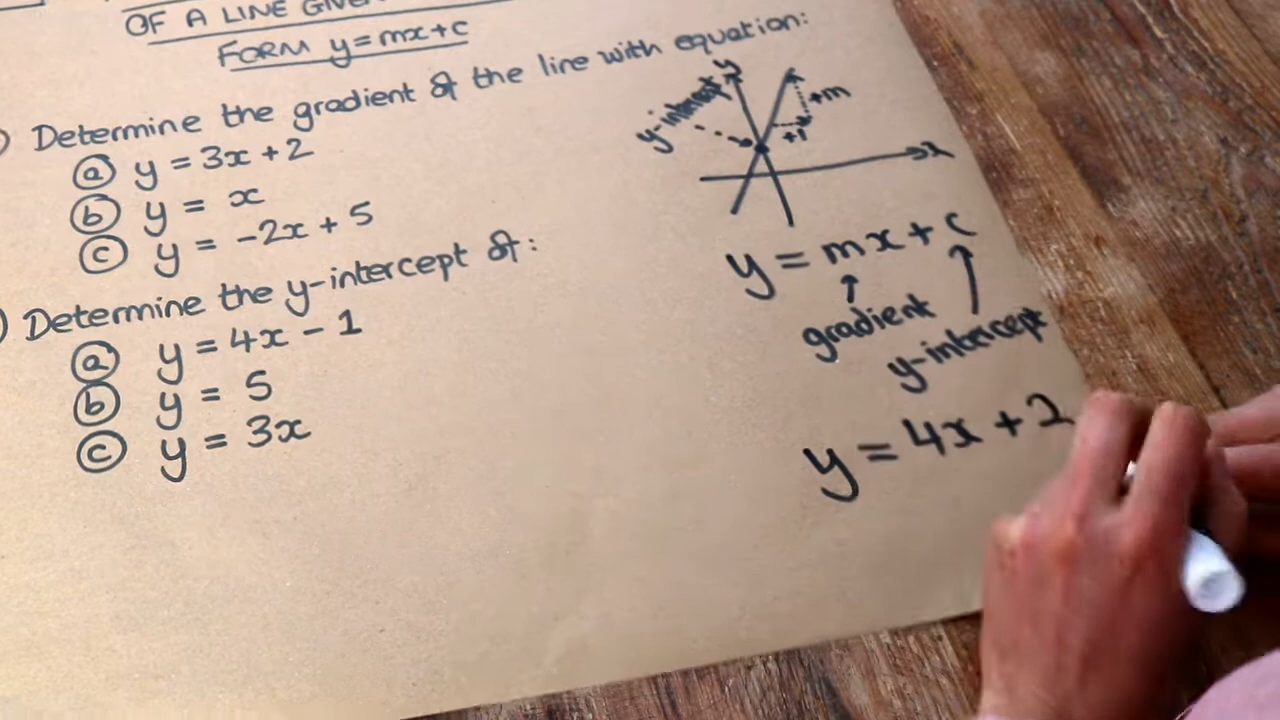 OF A LINE
FORM y=mx+c
Determine the gradient of the line with equation:
a y = 3x + 2
b y = x
c y = -2x + 5
Determine the y-intercept of:
a y = 4x - 1
b y = 5
c y = 3x
y
y-intercept
+m
+1
x
y = mx + c
gradient
y-intercept
y = 4x + 2